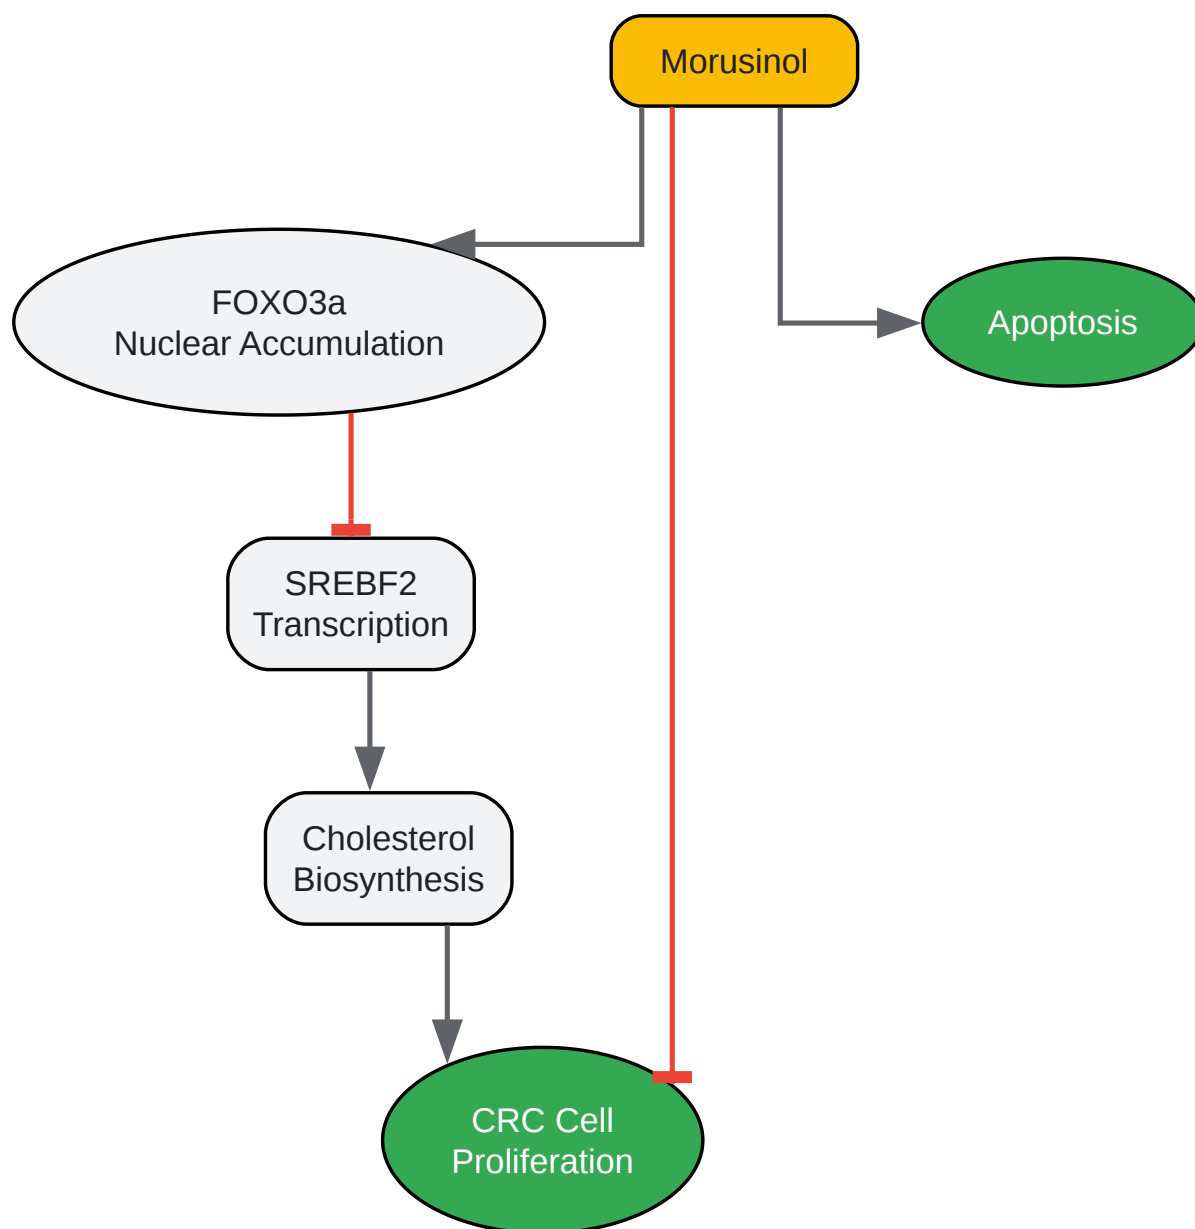 Morusinol
FOXO3a
Nuclear Accumulation
Apoptosis
SREBF2
Transcription
Cholesterol
Biosynthesis
CRC Cell
Proliferation